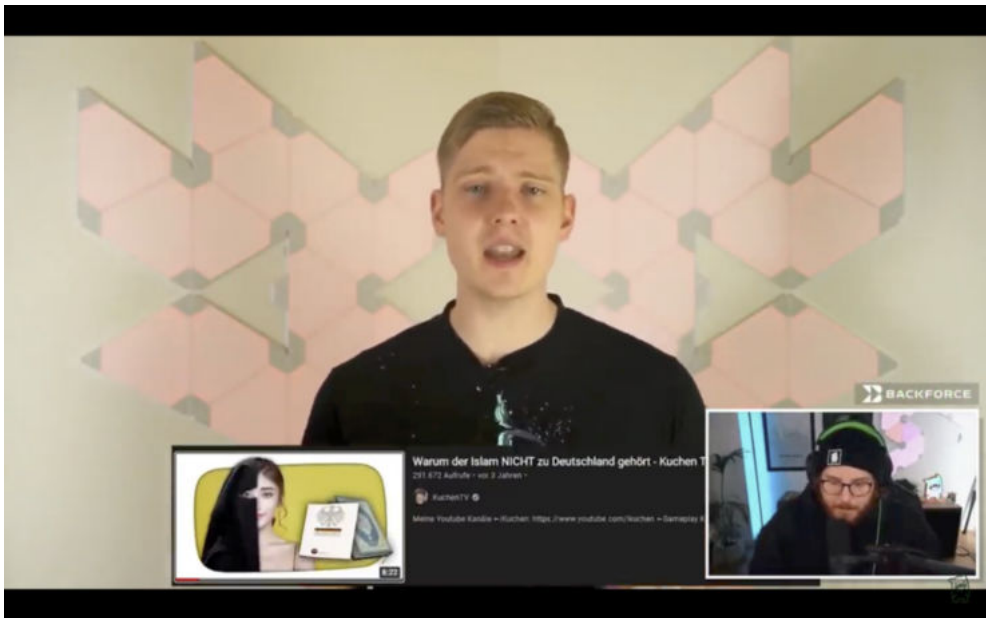 BACKFORCE
Warum der Islam NICHT zu Deutschland gehört - Kuchen T
291.672 Aufrufe • vor 3 Jahren •
KuchenTV
Meine Youtube Kanäle ➳Kuchen: https://www.youtube.com/ikuchen ➳Gameplay K
8:22